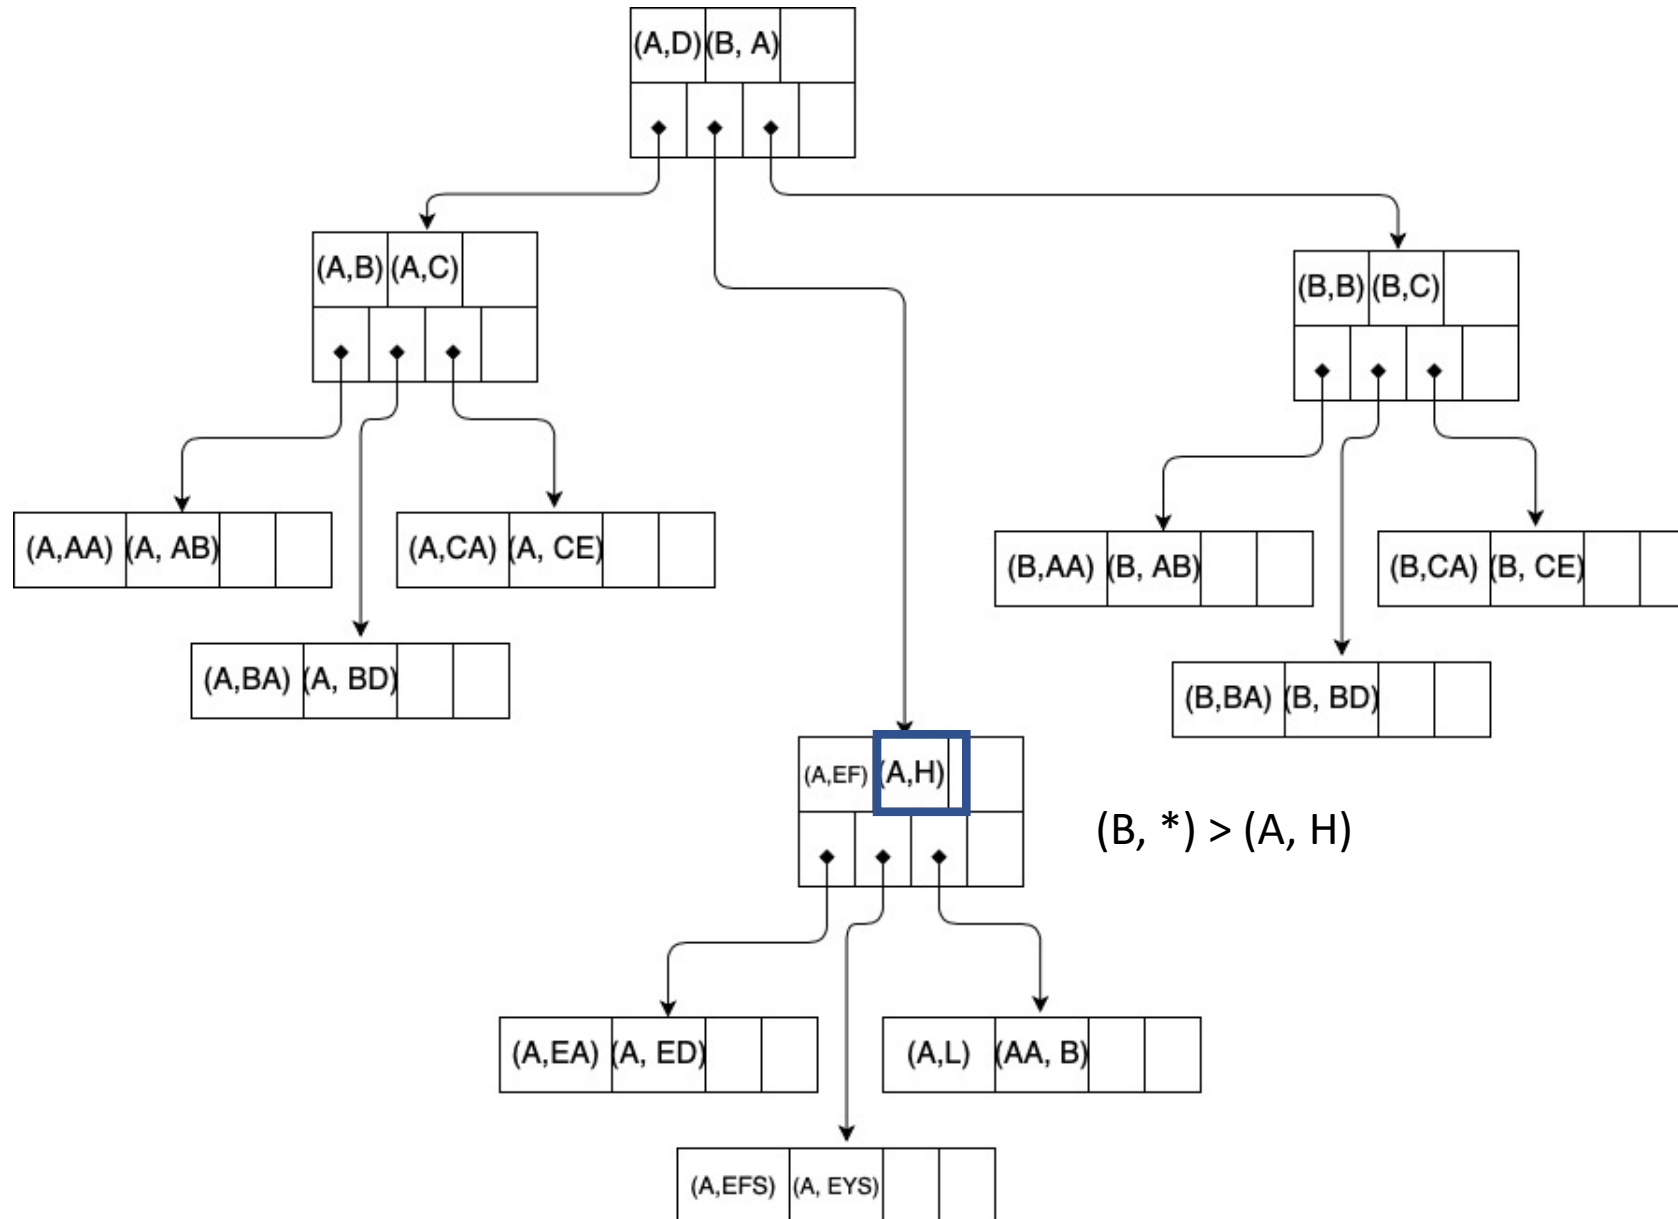 (A,D) (B, A)
(A,B) (A,C)
(B,B) (B,C)
(A,AA) (A, AB)
(A,CA) (A, CE)
(B,AA) (B, AB)
(B,CA) (B, CE)
(A,BA) (A, BD)
(B,BA) (B, BD)
(A,EF) (A,H)
(B, *) > (A, H)
(A,EA) (A, ED)
(A,L) (AA, B)
(A,EFS) (A, EYS)